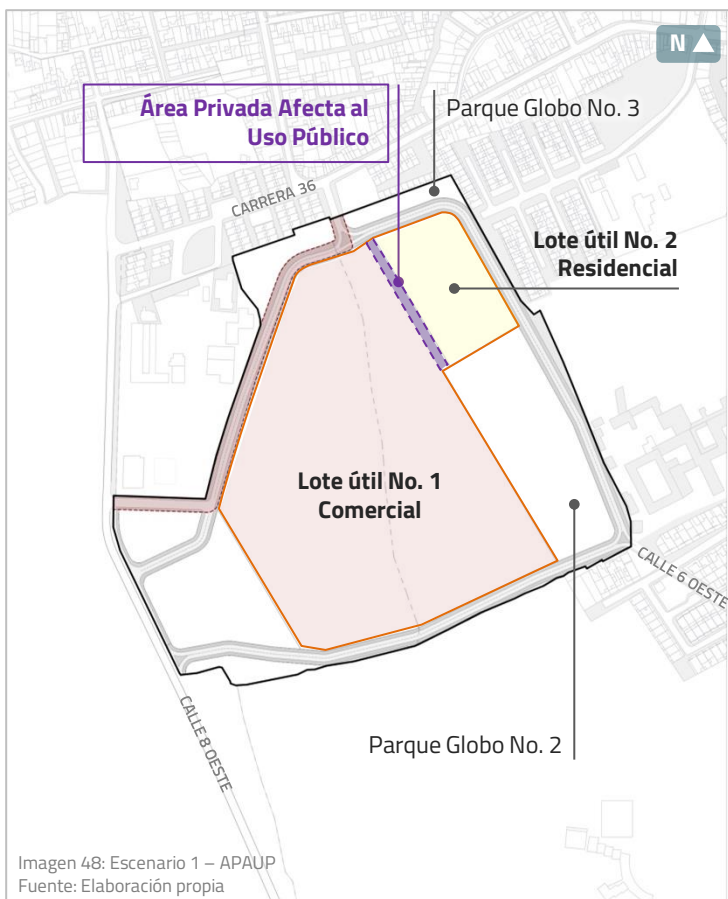 N
Área Privada Afecta al
Uso Público
Parque Globo No. 3
CARRERA 36
Lote útil No. 2
Residencial
Lote útil No. 1
Comercial
CALLE 6 OESTE
CALLE 8 OESTE
Parque Globo No. 2
Imagen 48: Escenario 1 – APAUP
Fuente: Elaboración propia